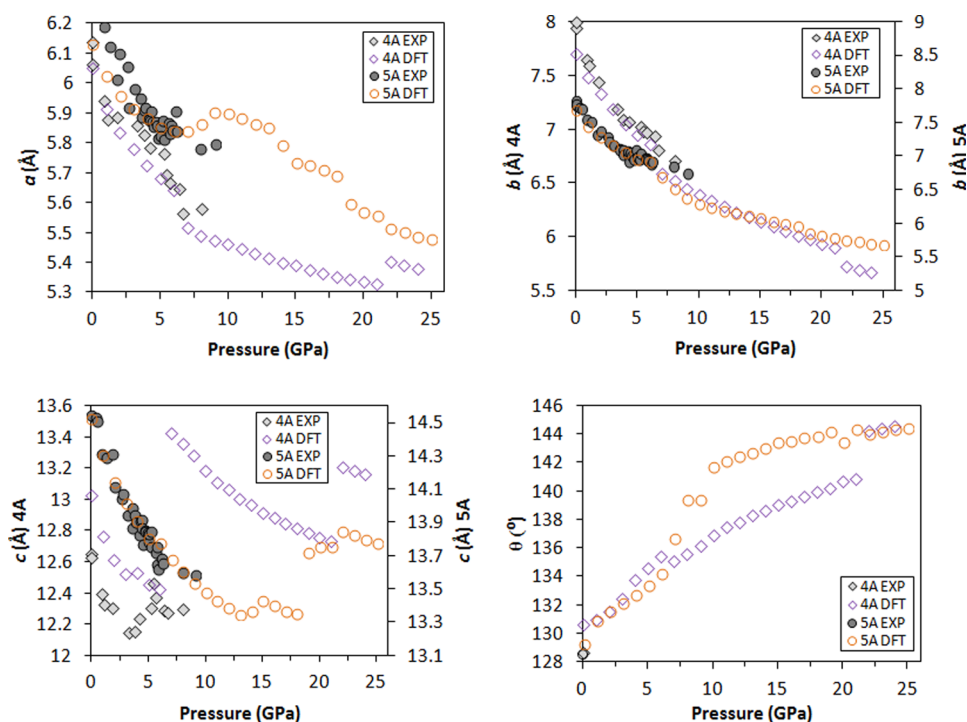 6.2
6.1
6
5.9
5.8
5.7
5.6
5.5
5.4
5.3
a (Å)
0 5 10 15 20 25
Pressure (GPa)
4A EXP
4A DFT
5A EXP
5A DFT
8
7.5
7
6.5
6
5.5
b (Å) 4A
9
8.5
8
7.5
7
6.5
6
5.5
5
b (Å) 5A
0 5 10 15 20 25
Pressure (GPa)
4A EXP
4A DFT
5A EXP
5A DFT
13.6
13.4
13.2
13
12.8
12.6
12.4
12.2
12
c (Å) 4A
14.5
14.3
14.1
13.9
13.7
13.5
13.3
13.1
c (Å) 5A
0 5 10 15 20 25
Pressure (GPa)
4A EXP
4A DFT
5A EXP
5A DFT
146
144
142
140
138
136
134
132
130
128
θ (°)
0 5 10 15 20 25
Pressure (GPa)
4A EXP
4A DFT
5A EXP
5A DFT